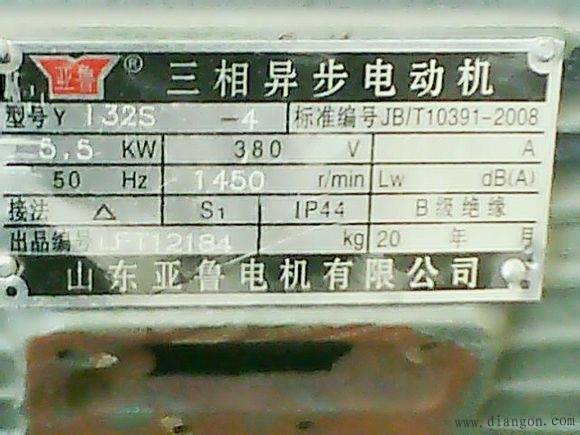 亚鲁® 三相异步电动机
型号 Y 132S -4 标准编号 JB/T10391-2008
5.5 KW 380 V A
50 Hz 1450 r/min Lw dB(A)
接法 △ S1 IP44 B级绝缘
出品编号 LFT12184 kg 20 年 月
山东亚鲁电机有限公司
www.diangon.com